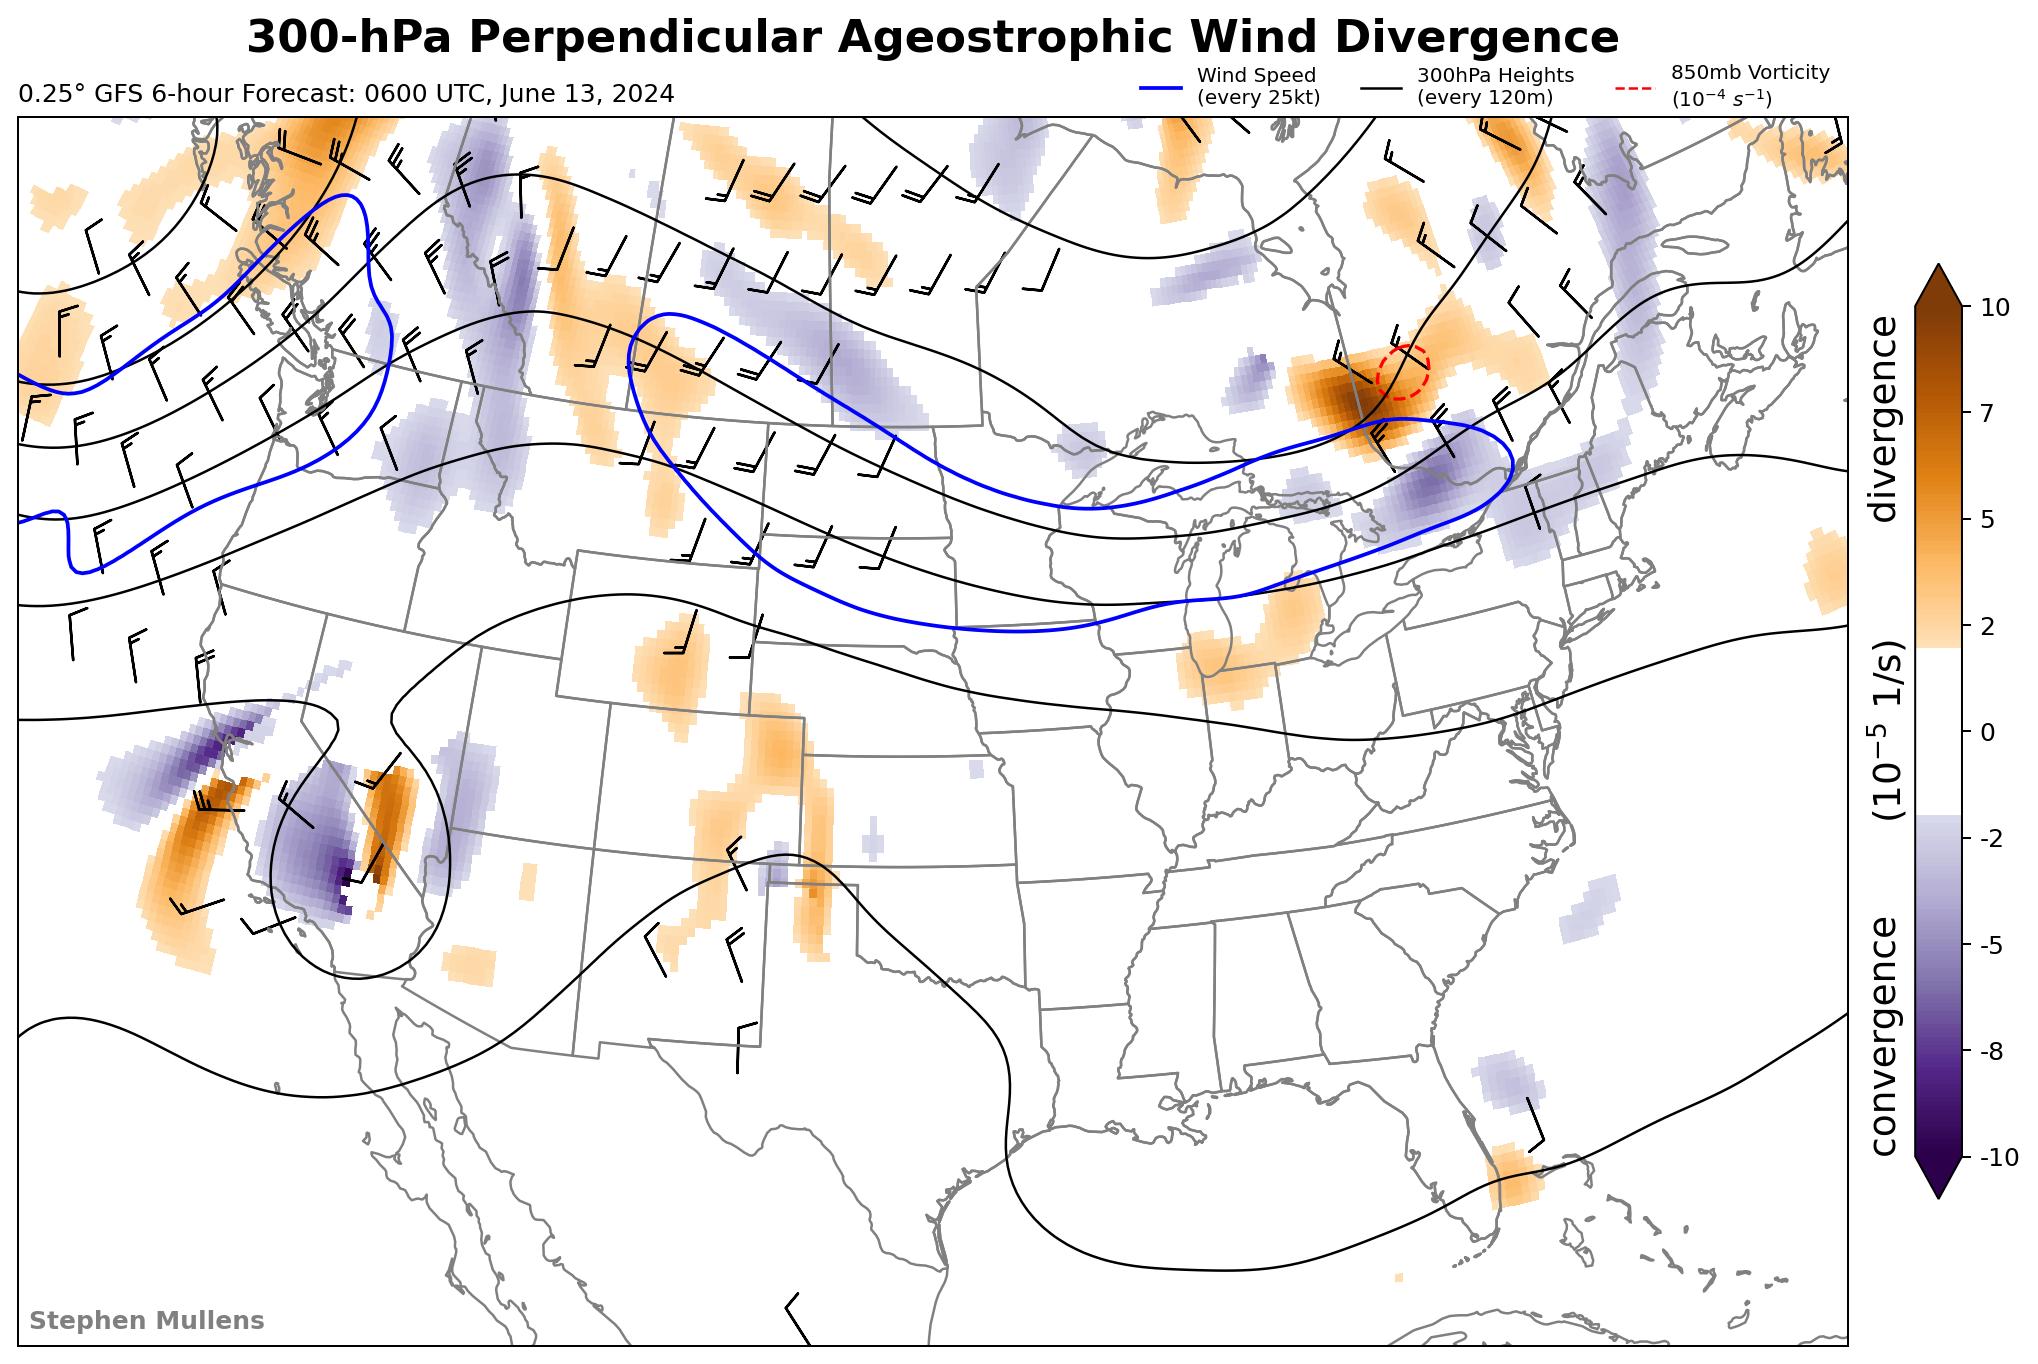 300-hPa Perpendicular Ageostrophic Wind Divergence
0.25° GFS 6-hour Forecast: 0600 UTC, June 13, 2024
Wind Speed
(every 25kt)
300hPa Heights
(every 120m)
850mb Vorticity
(10⁻⁴ s⁻¹)
10
7
5
2
0
-2
-5
-8
-10
convergence (10⁻⁵ 1/s) divergence
Stephen Mullens